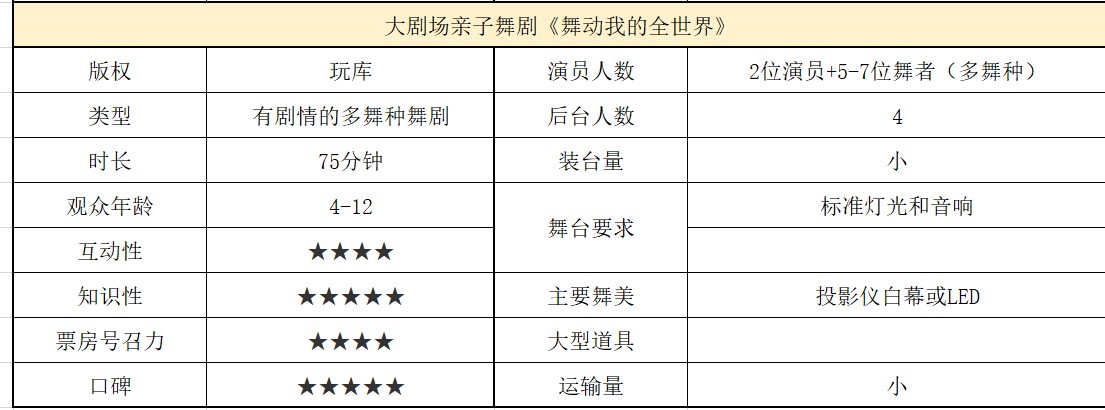 大剧场亲子舞剧《舞动我的全世界》
版权 玩库 演员人数 2位演员+5-7位舞者（多舞种）
类型 有剧情的多舞种舞剧 后台人数 4
时长 75分钟 装台量 小
观众年龄 4-12 舞台要求 标准灯光和音响
互动性 ★★★★
知识性 ★★★★★ 主要舞美 投影仪白幕或LED
票房号召力 ★★★★ 大型道具
口碑 ★★★★★ 运输量 小